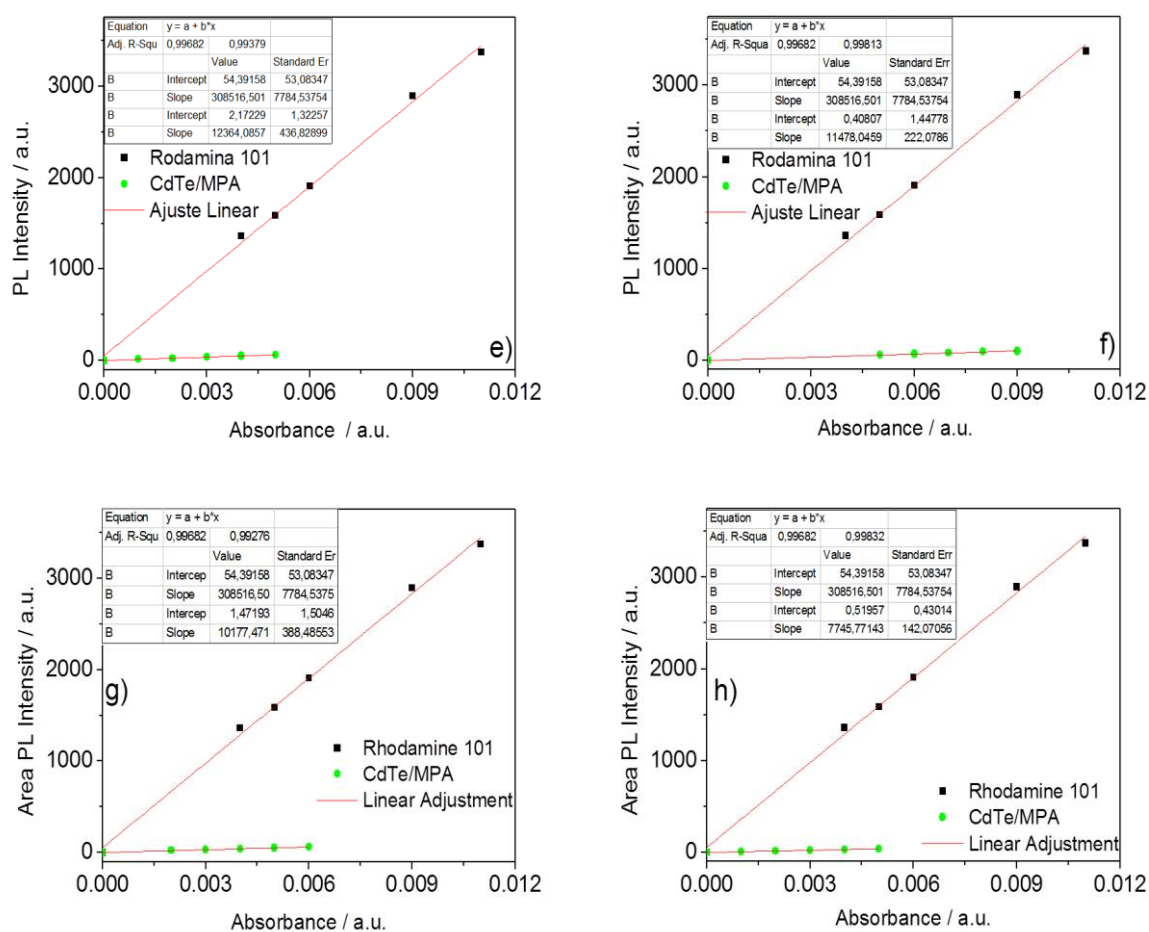 Equation y = a + b*x
Adj. R-Squ 0,99682 0,99379
Value Standard Err
B Intercept 54,39158 53,08347
B Slope 308516,501 7784,53754
B Intercept 2,17229 1,32257
B Slope 12364,0857 436,82899
Rodamina 101
CdTe/MPA
Ajuste Linear
e)
3000
2000
1000
0
0.000 0.003 0.006 0.009 0.012
PL Intensity / a.u.
Absorbance / a.u.
Equation y = a + b*x
Adj. R-Squa 0,99682 0,99813
Value Standard Err
B Intercept 54,39158 53,08347
B Slope 308516,501 7784,53754
B Intercept 0,40807 1,44778
B Slope 11478,0459 222,0786
Rodamina 101
CdTe/MPA
Ajuste Linear
f)
3000
2000
1000
0
0.000 0.003 0.006 0.009 0.012
PL Intensity / a.u.
Absorbance / a.u.
Equation y = a + b*x
Adj. R-Squ 0,99682 0,99276
Value Standard Er
B Intercep 54,39158 53,08347
B Slope 308516,50 7784,5375
B Intercep 1,47193 1,5046
B Slope 10177,471 388,48553
g)
Rhodamine 101
CdTe/MPA
Linear Adjustment
3000
2000
1000
0
0.000 0.003 0.006 0.009 0.012
Area PL Intensity / a.u.
Absorbance / a.u.
Equation y = a + b*x
Adj. R-Squa 0,99682 0,99832
Value Standard Err
B Intercept 54,39158 53,08347
B Slope 308516,501 7784,53754
B Intercept 0,51957 0,43014
B Slope 7745,77143 142,07056
h)
Rhodamine 101
CdTe/MPA
Linear Adjustment
3000
2000
1000
0
0.000 0.003 0.006 0.009 0.012
Area PL Intensity / a.u.
Absorbance / a.u.